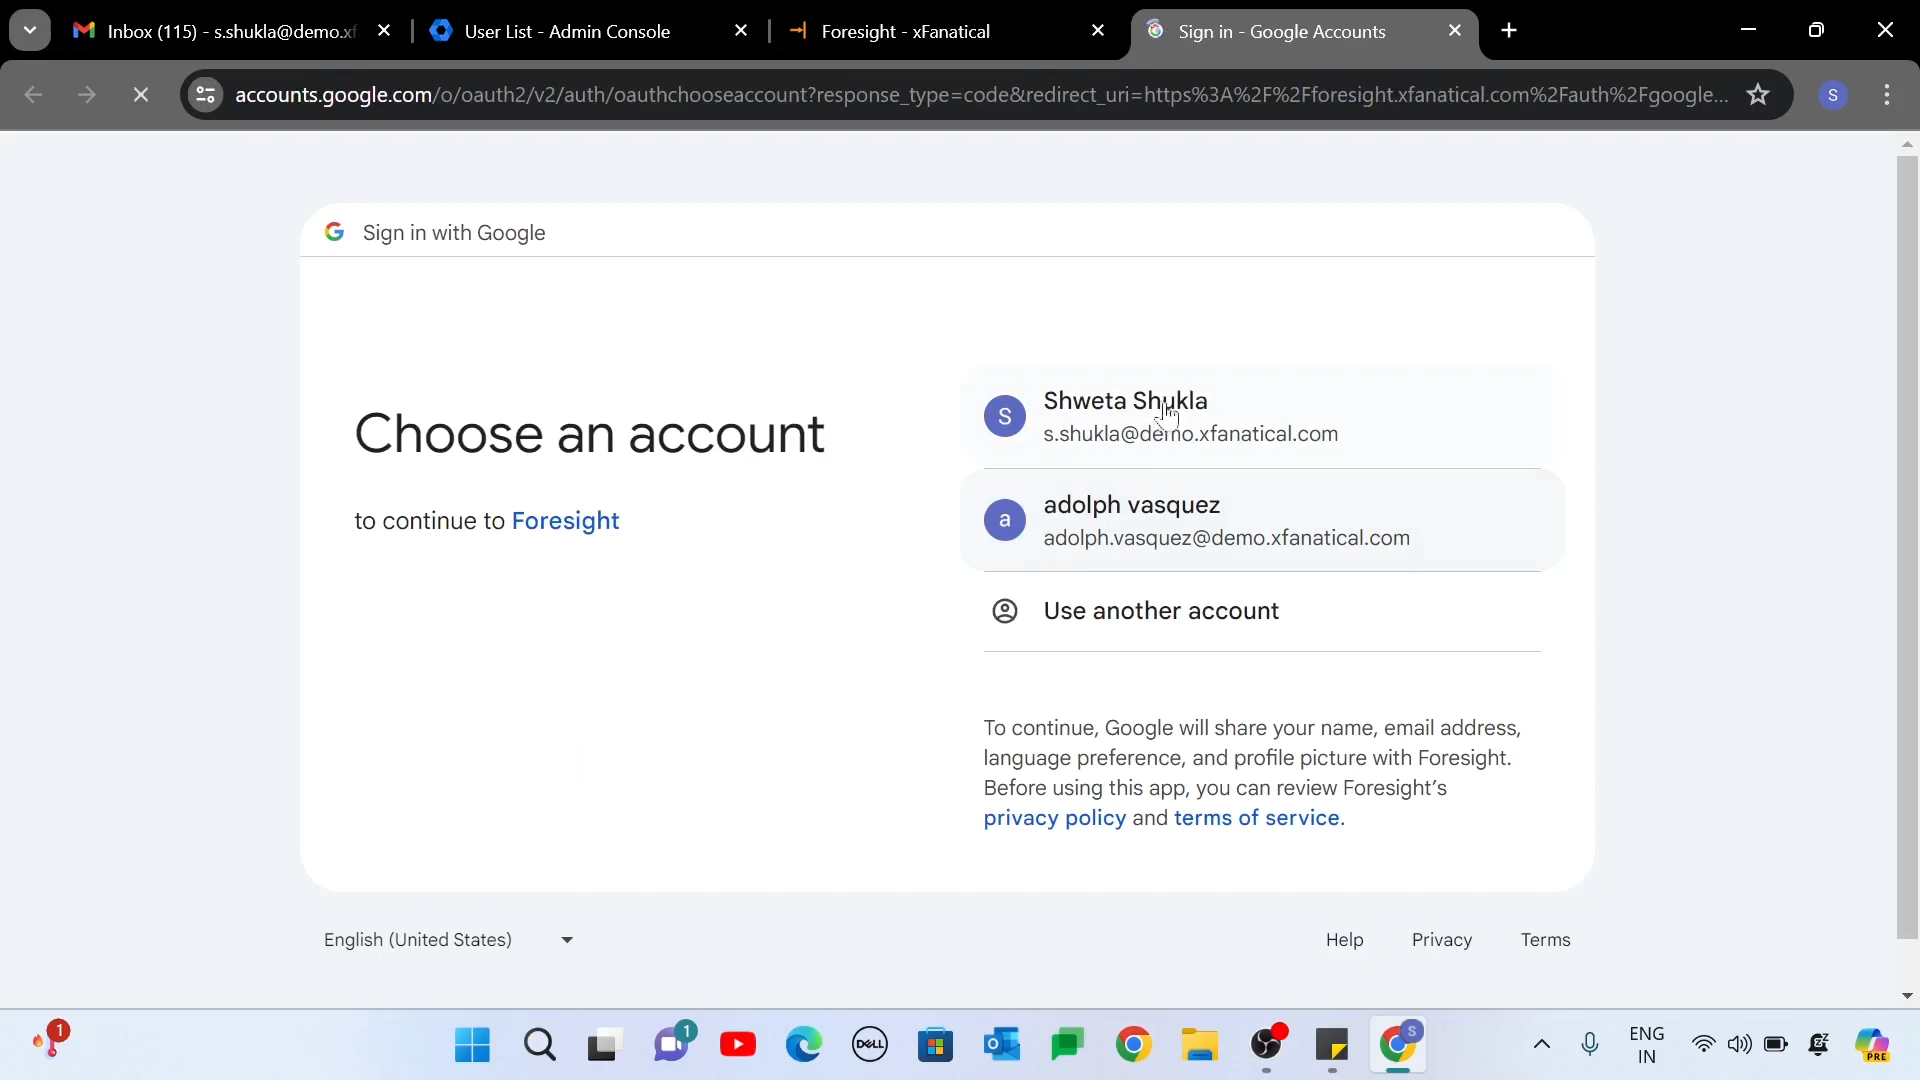 Inbox (115) - s.shukla@demo.xf
User List - Admin Console
Foresight - xFanatical
Sign in - Google Accounts
accounts.google.com/o/oauth2/v2/auth/oauthchooseaccount?response_type=code&redirect_uri=https%3A%2F%2Fforesight.xfanatical.com%2Fauth%2Fgoogle...
S
G Sign in with Google
Choose an account
to continue to Foresight
S
Shweta Shukla
s.shukla@demo.xfanatical.com
a
adolph vasquez
adolph.vasquez@demo.xfanatical.com
Use another account
To continue, Google will share your name, email address,
language preference, and profile picture with Foresight.
Before using this app, you can review Foresight's
privacy policy and terms of service.
English (United States)
Help
Privacy
Terms
1
1
DELL
S
ENG
IN
PRE